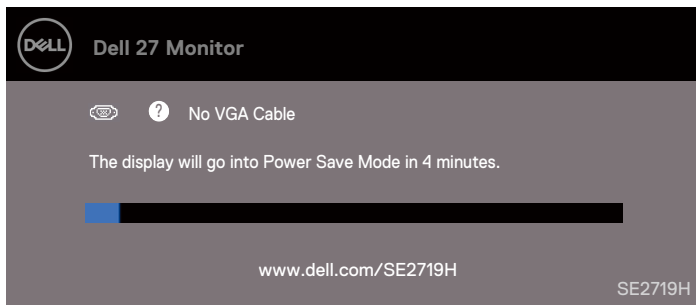 DELL
Dell 27 Monitor
? No VGA Cable
The display will go into Power Save Mode in 4 minutes.
www.dell.com/SE2719H
SE2719H